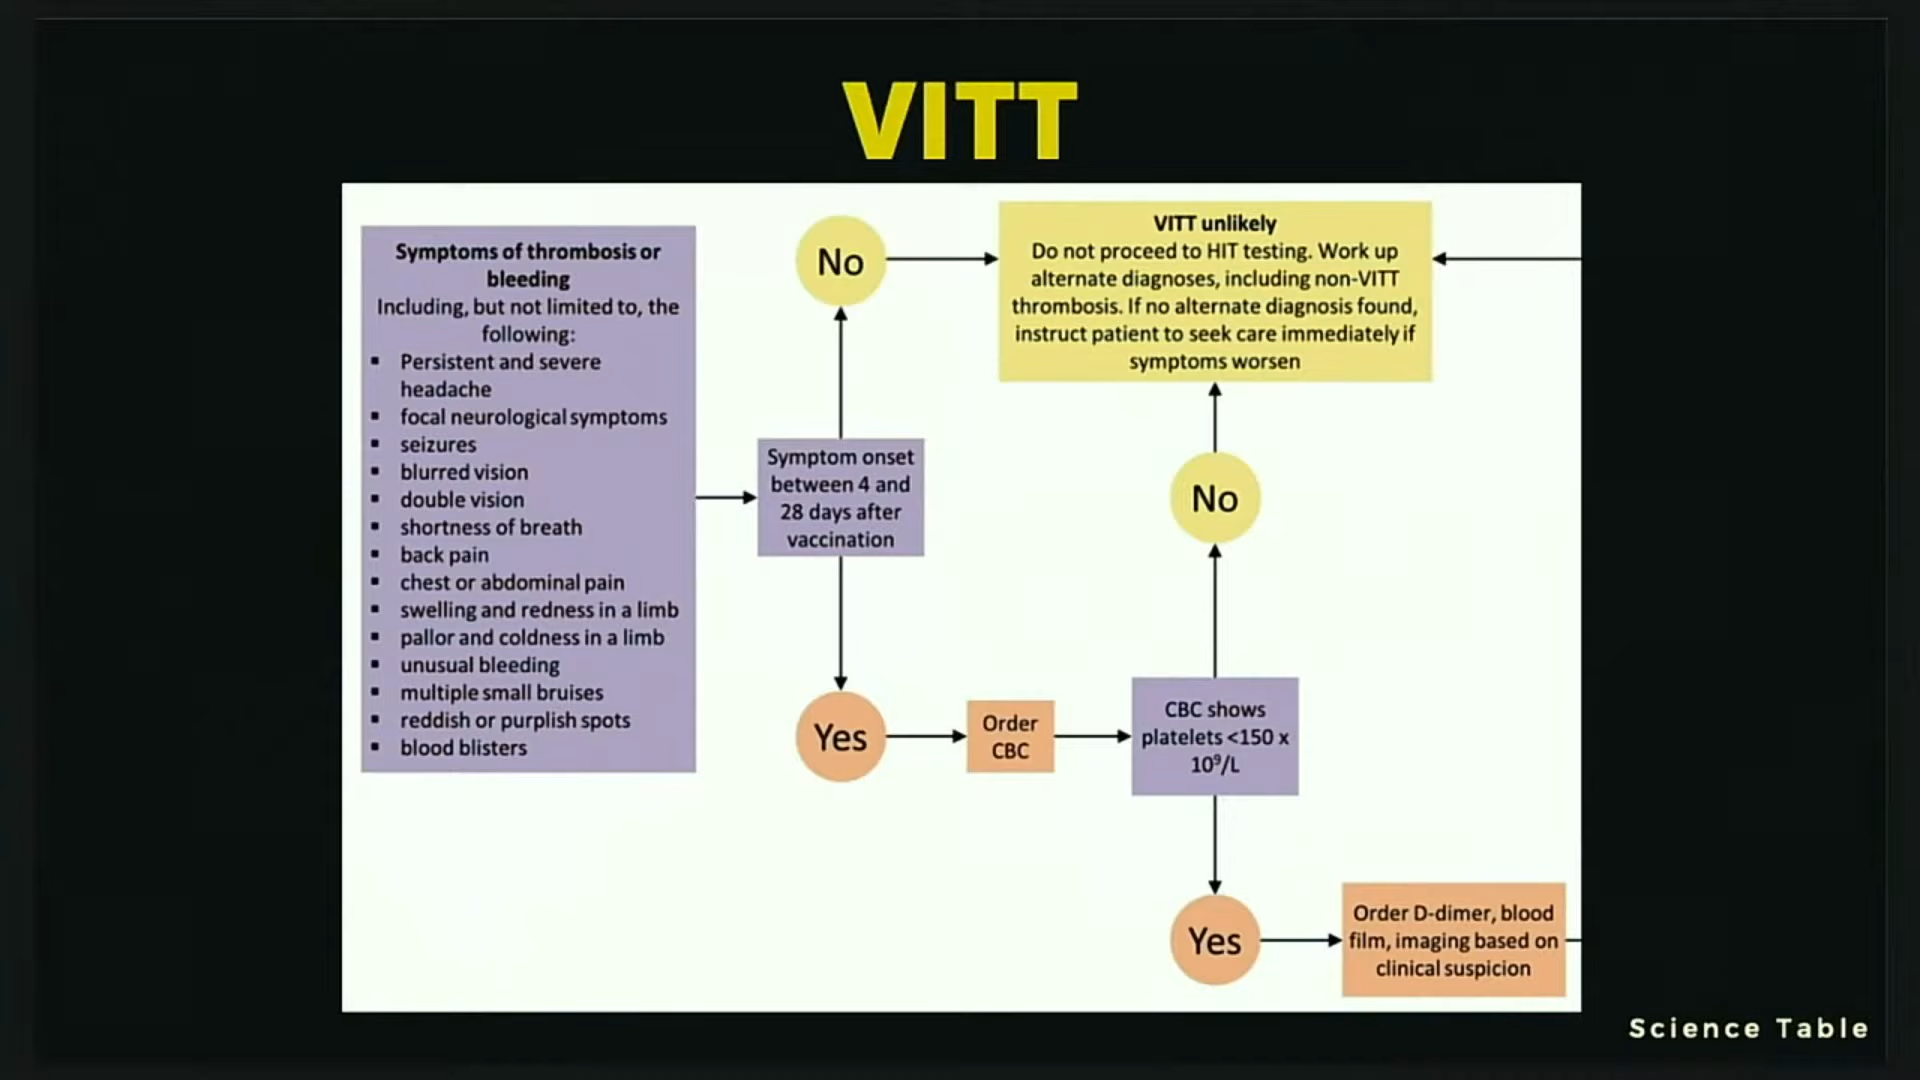 VITT
Symptoms of thrombosis or
bleeding
Including, but not limited to, the
following:
▪ Persistent and severe
headache
▪ focal neurological symptoms
▪ seizures
▪ blurred vision
▪ double vision
▪ shortness of breath
▪ back pain
▪ chest or abdominal pain
▪ swelling and redness in a limb
▪ pallor and coldness in a limb
▪ unusual bleeding
▪ multiple small bruises
▪ reddish or purplish spots
▪ blood blisters
Symptom onset
between 4 and
28 days after
vaccination
No
VITT unlikely
Do not proceed to HIT testing. Work up
alternate diagnoses, including non-VITT
thrombosis. If no alternate diagnosis found,
instruct patient to seek care immediately if
symptoms worsen
Yes
Order
CBC
CBC shows
platelets <150 x
10⁹/L
No
Yes
Order D-dimer, blood
film, imaging based on
clinical suspicion
Science Table